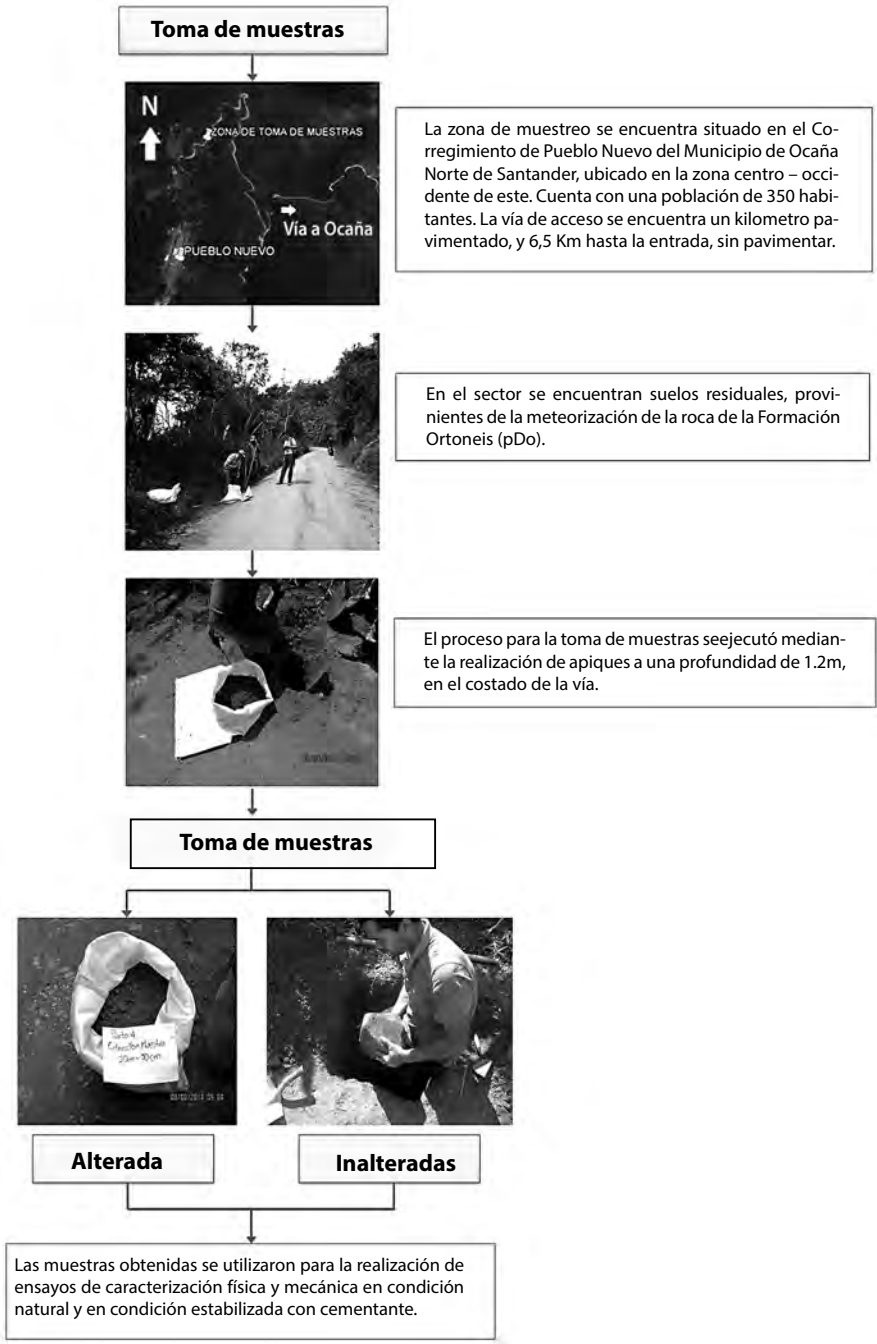 Toma de muestras
N
ZONA DE TOMA DE MUESTRAS
Vía a Ocaña
PUEBLO NUEVO
La zona de muestreo se encuentra situado en el Co-
rregimiento de Pueblo Nuevo del Municipio de Ocaña
Norte de Santander, ubicado en la zona centro – occi-
dente de este. Cuenta con una población de 350 habi-
tantes. La vía de acceso se encuentra un kilometro pa-
vimentado, y 6,5 Km hasta la entrada, sin pavimentar.
En el sector se encuentran suelos residuales, provi-
nientes de la meteorización de la roca de la Formación
Ortoneis (pDo).
El proceso para la toma de muestras seejecutó median-
te la realización de apiques a una profundidad de 1.2m,
en el costado de la vía.
Toma de muestras
Alterada
Inalteradas
Las muestras obtenidas se utilizaron para la realización de
ensayos de caracterización física y mecánica en condición
natural y en condición estabilizada con cementante.